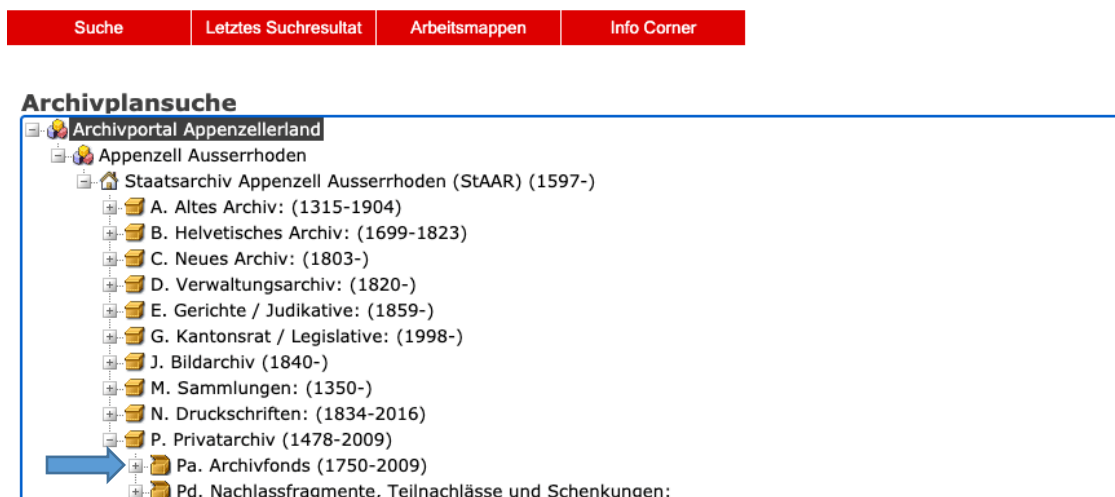 Suche Letztes Suchresultat Arbeitsmappen Info Corner
Archivplansuche
Archivportal Appenzellerland
Appenzell Ausserrhoden
Staatsarchiv Appenzell Ausserrhoden (StAAR) (1597-)
A. Altes Archiv: (1315-1904)
B. Helvetisches Archiv: (1699-1823)
C. Neues Archiv: (1803-)
D. Verwaltungsarchiv: (1820-)
E. Gerichte / Judikative: (1859-)
G. Kantonsrat / Legislative: (1998-)
J. Bildarchiv (1840-)
M. Sammlungen: (1350-)
N. Druckschriften: (1834-2016)
P. Privatarchiv (1478-2009)
Pa. Archivfonds (1750-2009)
Pd. Nachlassfragmente, Teilnachlässe und Schenkungen: